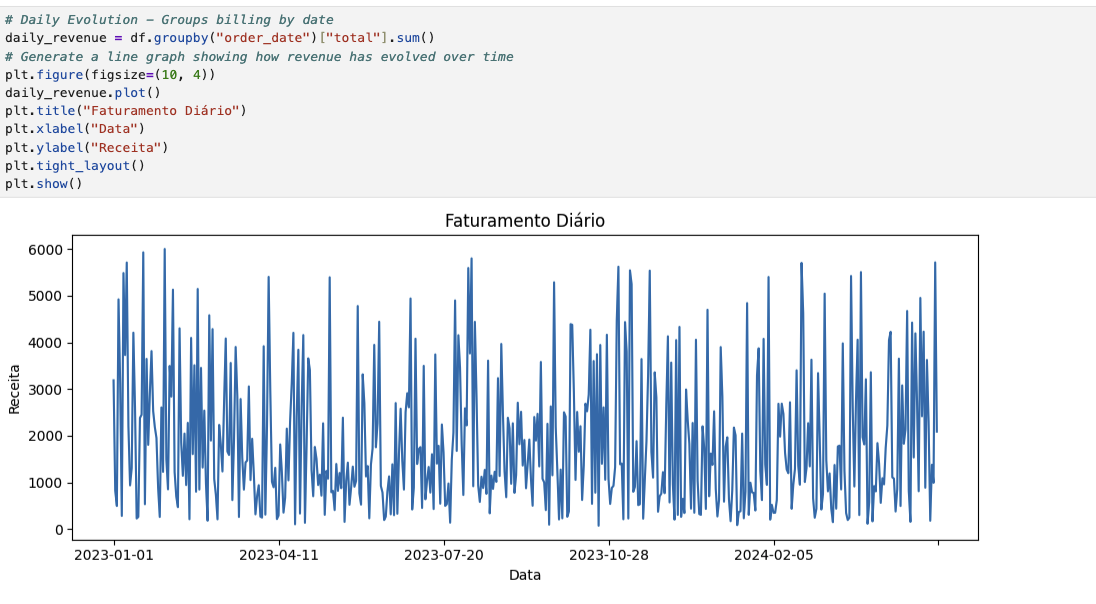 # Daily Evolution – Groups billing by date
daily_revenue = df.groupby("order_date")["total"].sum()
# Generate a line graph showing how revenue has evolved over time
plt.figure(figsize=(10, 4))
daily_revenue.plot()
plt.title("Faturamento Diário")
plt.xlabel("Data")
plt.ylabel("Receita")
plt.tight_layout()
plt.show()
Faturamento Diário
6000
5000
4000
3000
2000
1000
0
Receita
2023-01-01 2023-04-11 2023-07-20 2023-10-28 2024-02-05
Data